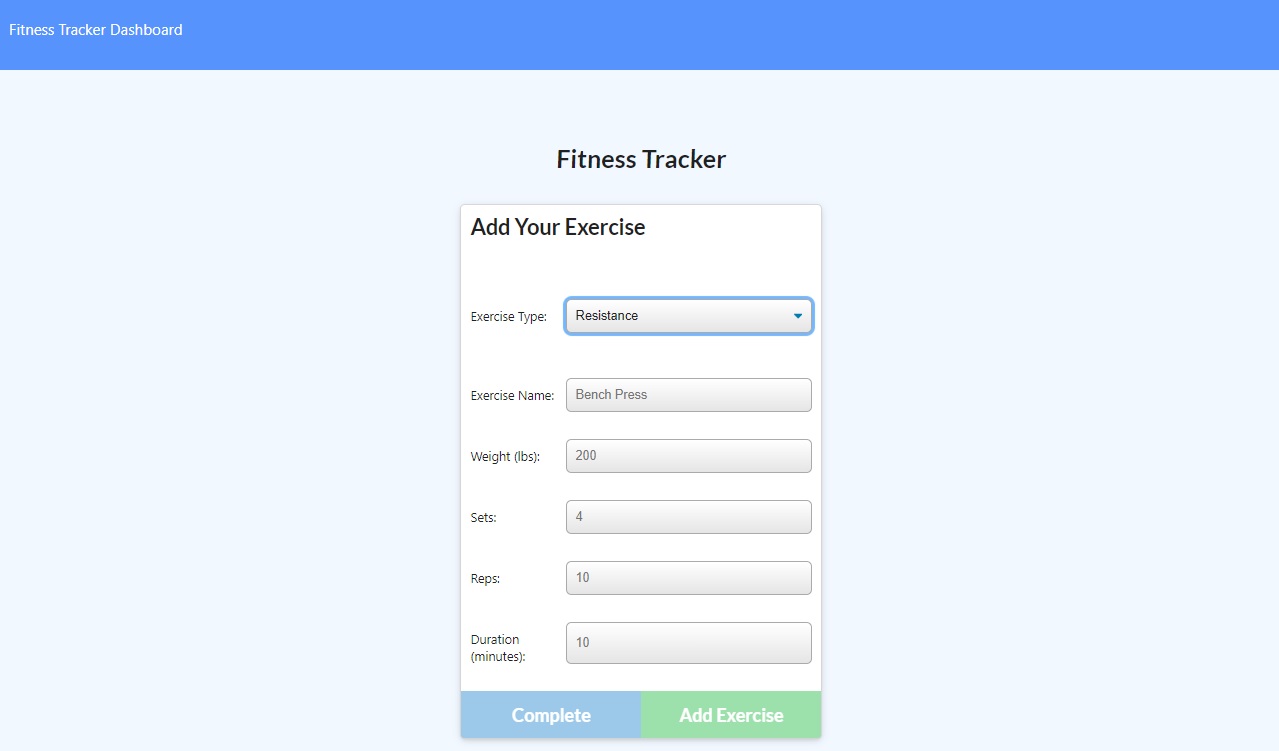 Fitness Tracker Dashboard
Fitness Tracker
Add Your Exercise
Exercise Type: Resistance
Exercise Name: Bench Press
Weight (lbs): 200
Sets: 4
Reps: 10
Duration
(minutes): 10
Complete Add Exercise